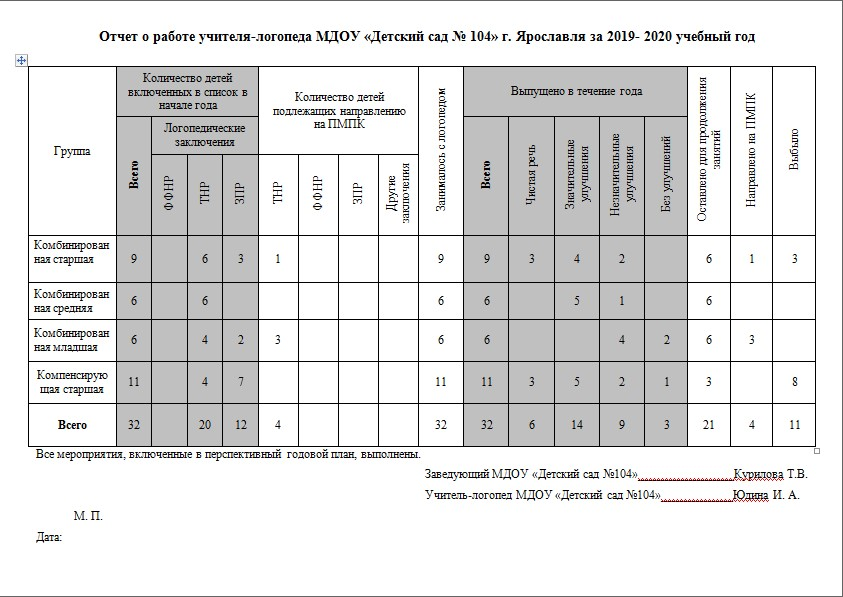 Отчет о работе учителя-логопеда МДОУ «Детский сад № 104» г. Ярославля за 2019- 2020 учебный год
Группа
Количество детей
включенных в список в
начале года
Количество детей
подлежащих направлению
на ПМПК
Занималось с логопедом
Выпущено в течение года
Оставлено для продолжения
занятий
Направлено на ПМПК
Выбыло
Всего
Логопедические
заключения
ФФНР
ТНР
ЗПР
ТНР
ФФНР
ЗПР
Другие
заключения
Всего
Чистая речь
Значительные
улучшения
Незначительные
улучшения
Без улучшений
Комбинирован
ная старшая
9 6 3 1 9 9 3 4 2 6 1 3
Комбинирован
ная средняя
6 6 6 6 5 1 6
Комбинирован
ная младшая
6 4 2 3 6 6 4 2 6 3
Компенсирую
щая старшая
11 4 7 11 11 3 5 2 1 3 8
Всего 32 20 12 4 32 32 6 14 9 3 21 4 11
Все мероприятия, включенные в перспективный годовой план, выполнены.
Заведующий МДОУ «Детский сад №104»________________Курилова Т.В.
Учитель-логопед МДОУ «Детский сад №104»____________Юдина И. А.
М. П.
Дата: